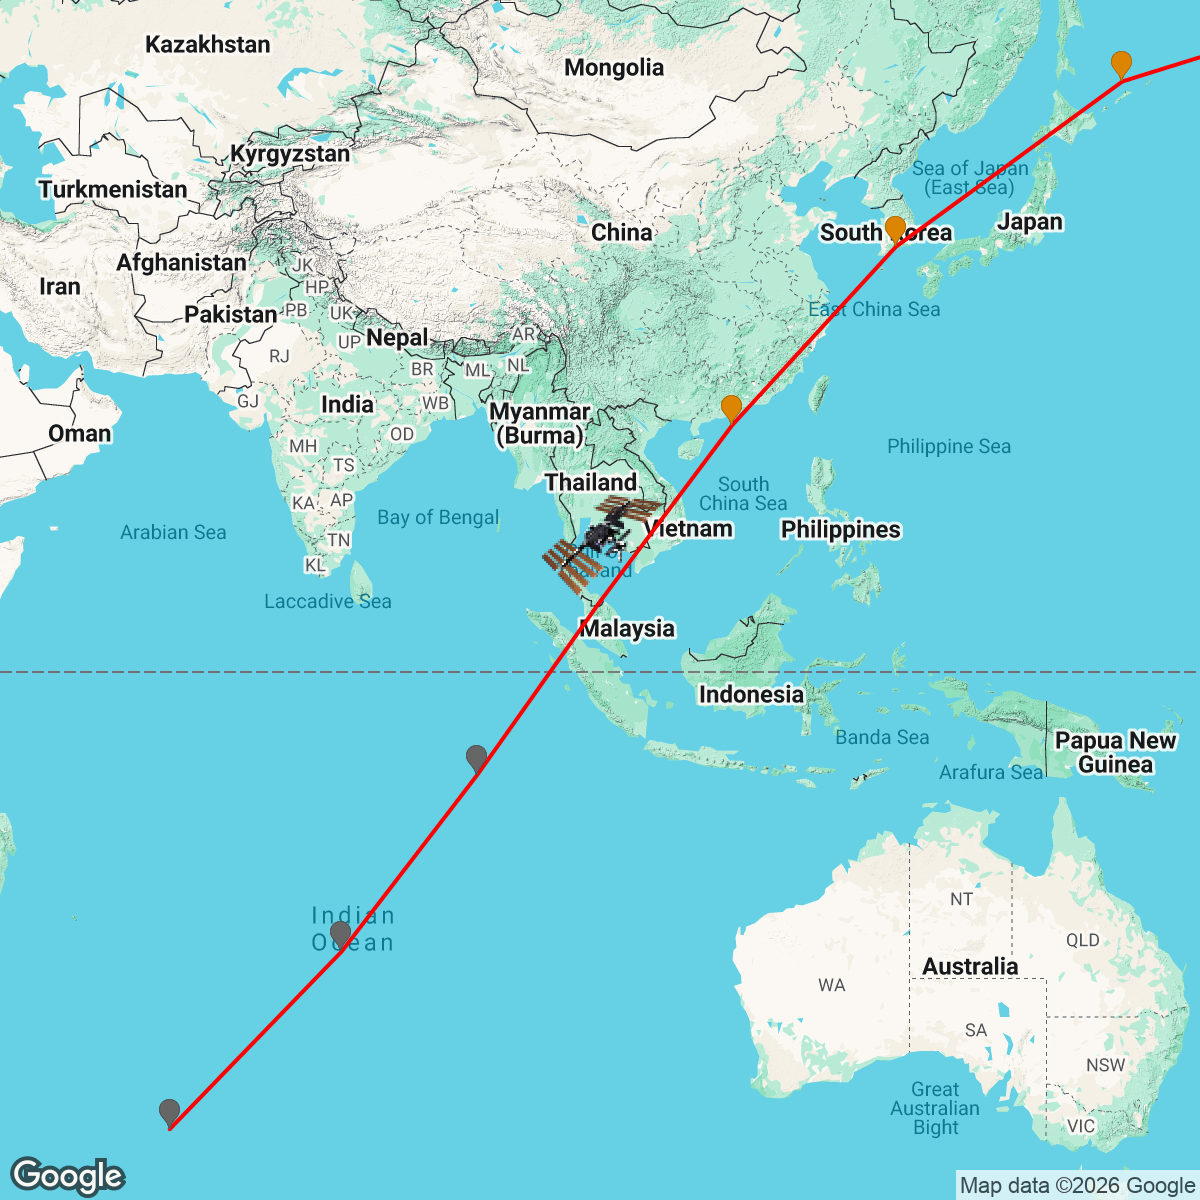 Kazakhstan
Mongolia
Kyrgyzstan
Sea of Japan
(East Sea)
Turkmenistan
Japan
China
South Korea
Afghanistan
JK
HP
Iran
Pakistan
PB
UK
East China Sea
Nepal
AR
UP
RJ
BR
ML
NL
GJ
India
WB
Myanmar
(Burma)
Oman
OD
MH
Philippine Sea
TS
Thailand
South
China Sea
KA
AP
Bay of Bengal
Arabian Sea
Vietnam
Philippines
TN
KL
Gulf of
Thailand
Laccadive Sea
Malaysia
Indonesia
Banda Sea
Papua New
Guinea
Arafura Sea
NT
Indian
Ocean
QLD
Australia
WA
SA
NSW
Great
Australian
Bight
VIC
Google
Map data ©2026 Google